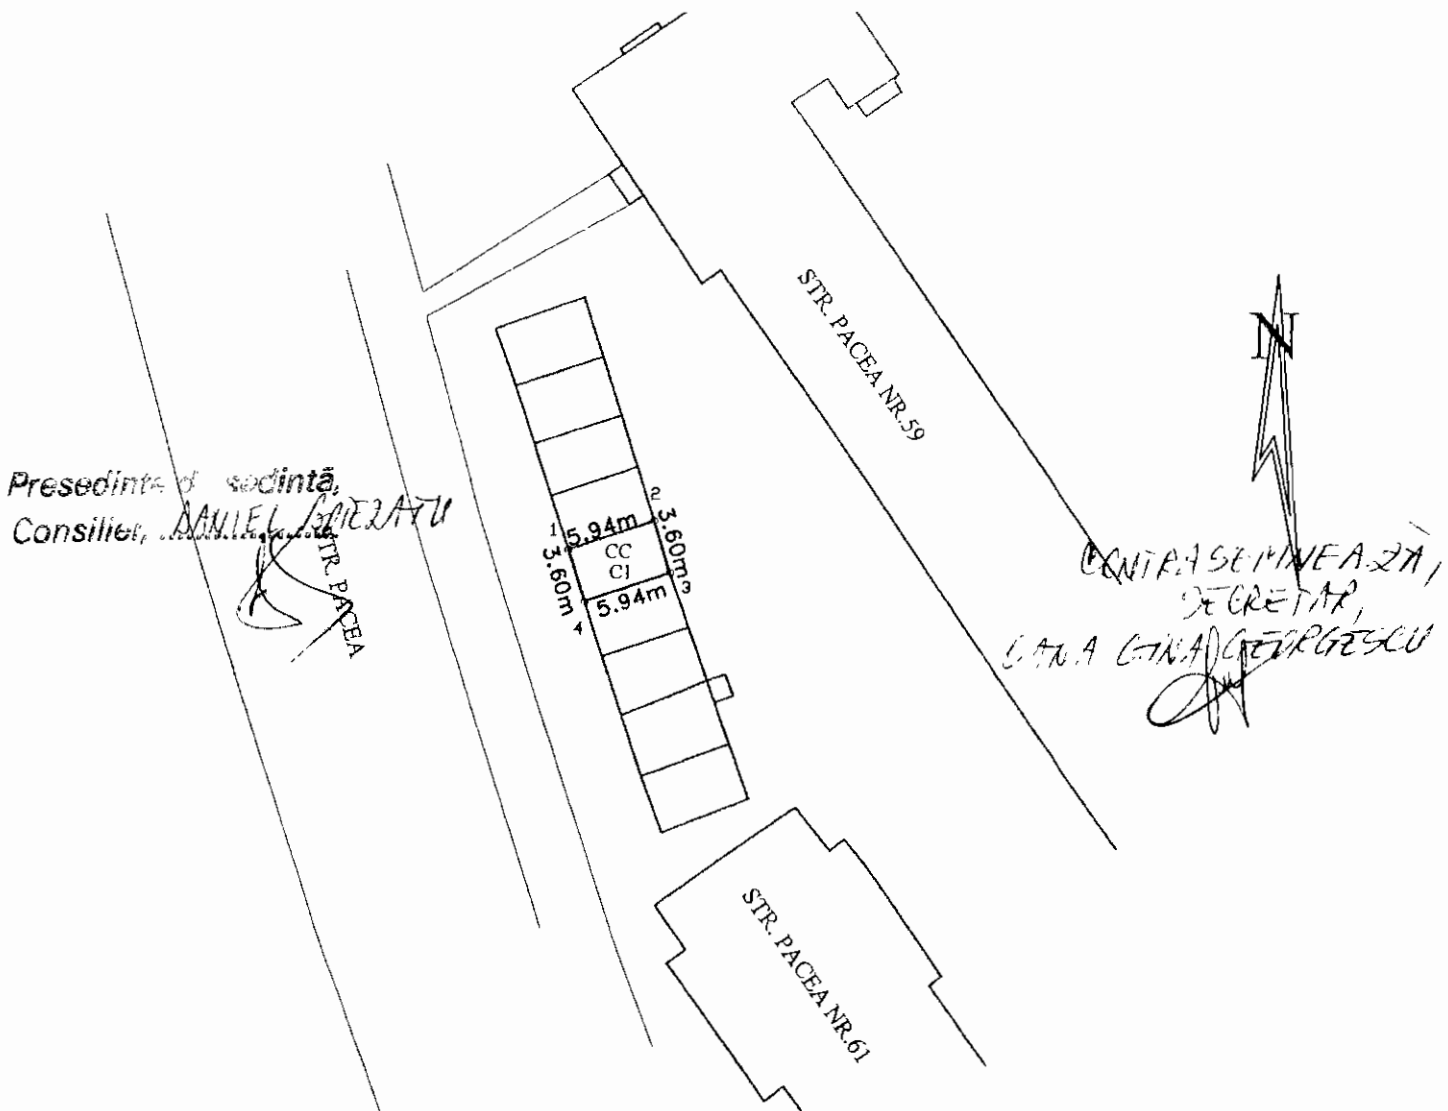 STR. PACEA NR.59
N
Presedinte d sedintă,
Consilier, DANIEL
STR. PACEA
1
2
5.94m
3.60m
3.60m
CC
C1
5.94m
3
4
CONTRASEMNEAZĂ,
SECRETAR,
GINA GEORGESCU
STR. PACEA NR.61